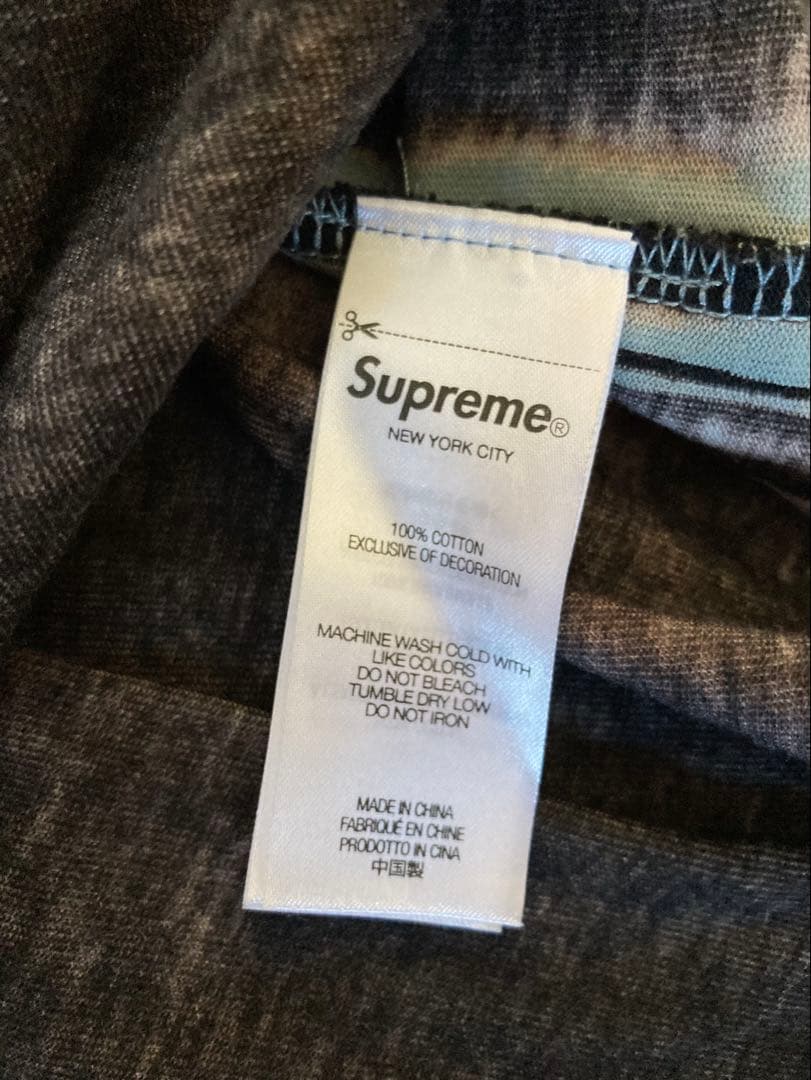 Supreme®
NEW YORK CITY
100% COTTON
EXCLUSIVE OF DECORATION
MACHINE WASH COLD WITH
LIKE COLORS
DO NOT BLEACH
TUMBLE DRY LOW
DO NOT IRON
MADE IN CHINA
FABRIQUÉ EN CHINE
PRODOTTO IN CINA
中国製